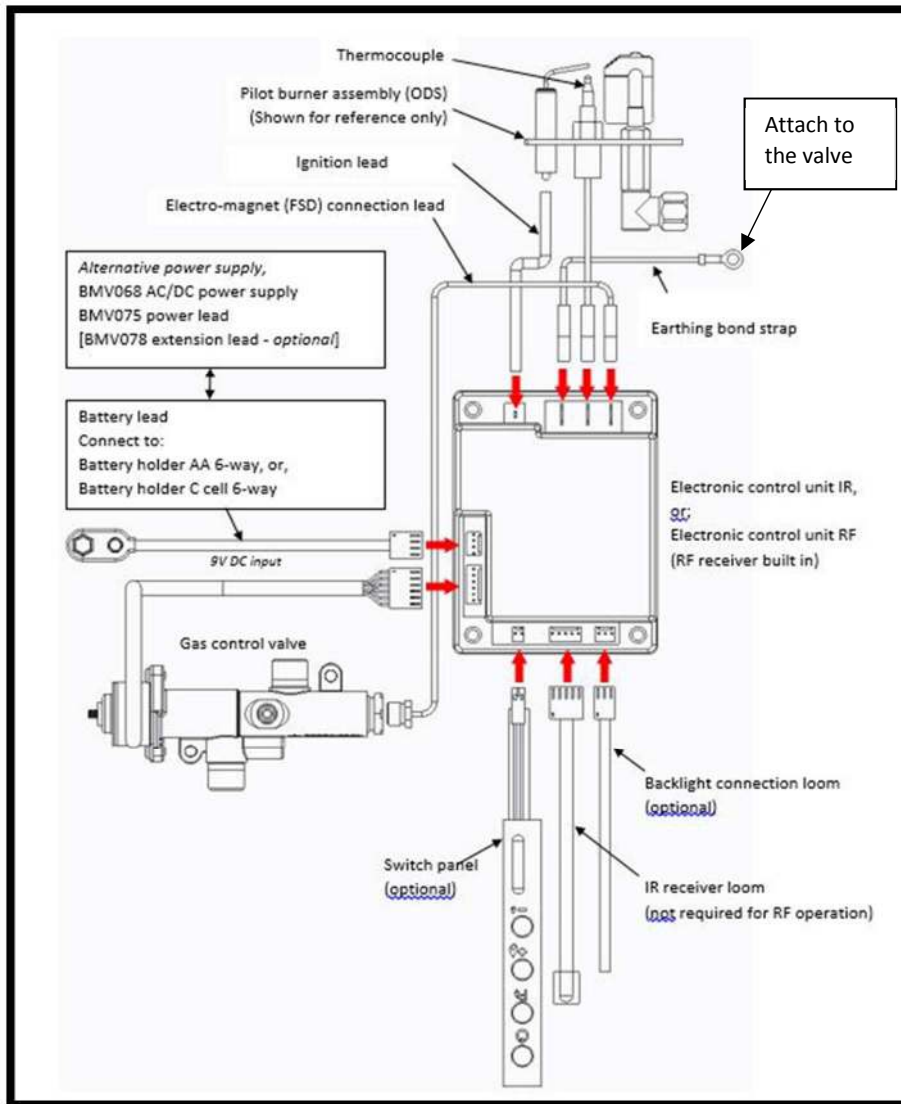 Thermocouple
Pilot burner assembly (ODS)
(Shown for reference only)
Ignition lead
Electro-magnet (FSD) connection lead
Attach to
the valve
Alternative power supply,
BMV068 AC/DC power supply
BMV075 power lead
[BMV078 extension lead - optional]
Earthing bond strap
Battery lead
Connect to:
Battery holder AA 6-way, or,
Battery holder C cell 6-way
Electronic control unit IR,
or;
Electronic control unit RF
(RF receiver built in)
9V DC input
Gas control valve
Backlight connection loom
(optional)
Switch panel
(optional)
IR receiver loom
(not required for RF operation)